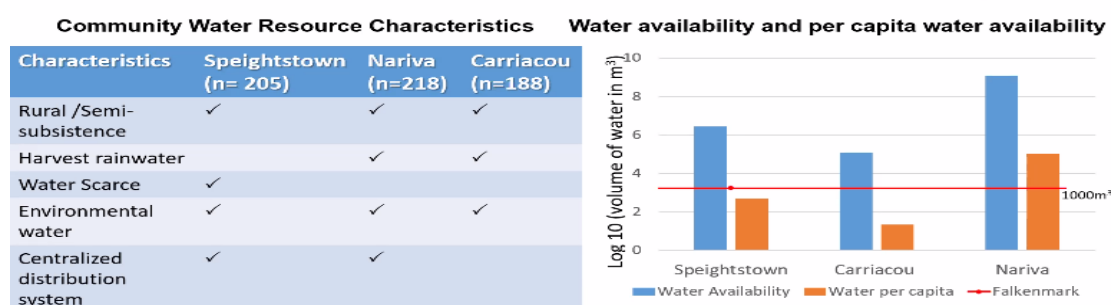 Community Water Resource Characteristics
Characteristics Speightstown Nariva Carriacou
(n= 205) (n=218) (n=188)
Rural /Semi- ✓ ✓ ✓
subsistence
Harvest rainwater ✓ ✓
Water Scarce ✓
Environmental ✓ ✓ ✓
water
Centralized ✓ ✓
distribution
system
Water availability and per capita water availability
Log 10 (volume of water in m³)
10
8
6
4
2
0
1000m³
Speightstown Carriacou Nariva
Water Availability Water per capita Falkenmark